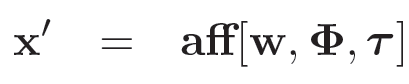 x′ = aff[w, Φ, τ]